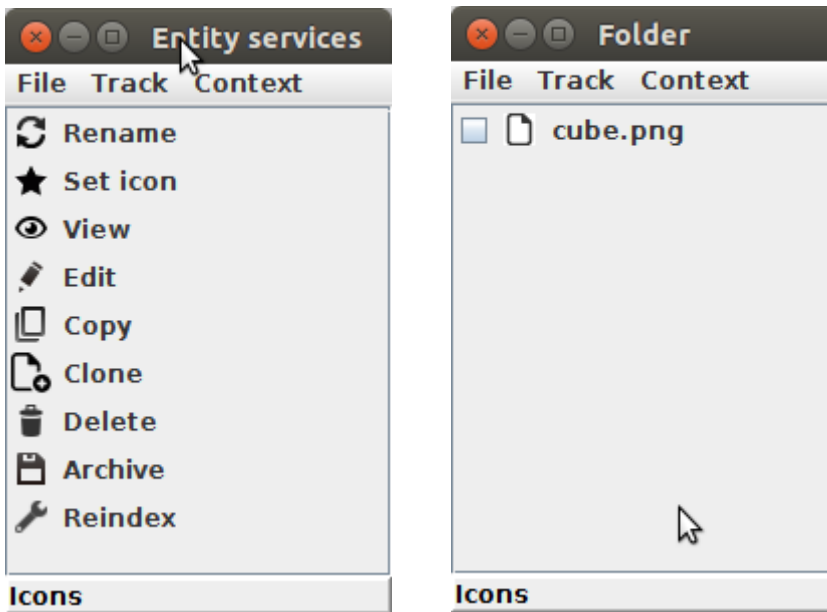 Entity services
File Track Context
Rename
Set icon
View
Edit
Copy
Clone
Delete
Archive
Reindex
Icons
Folder
File Track Context
cube.png
Icons